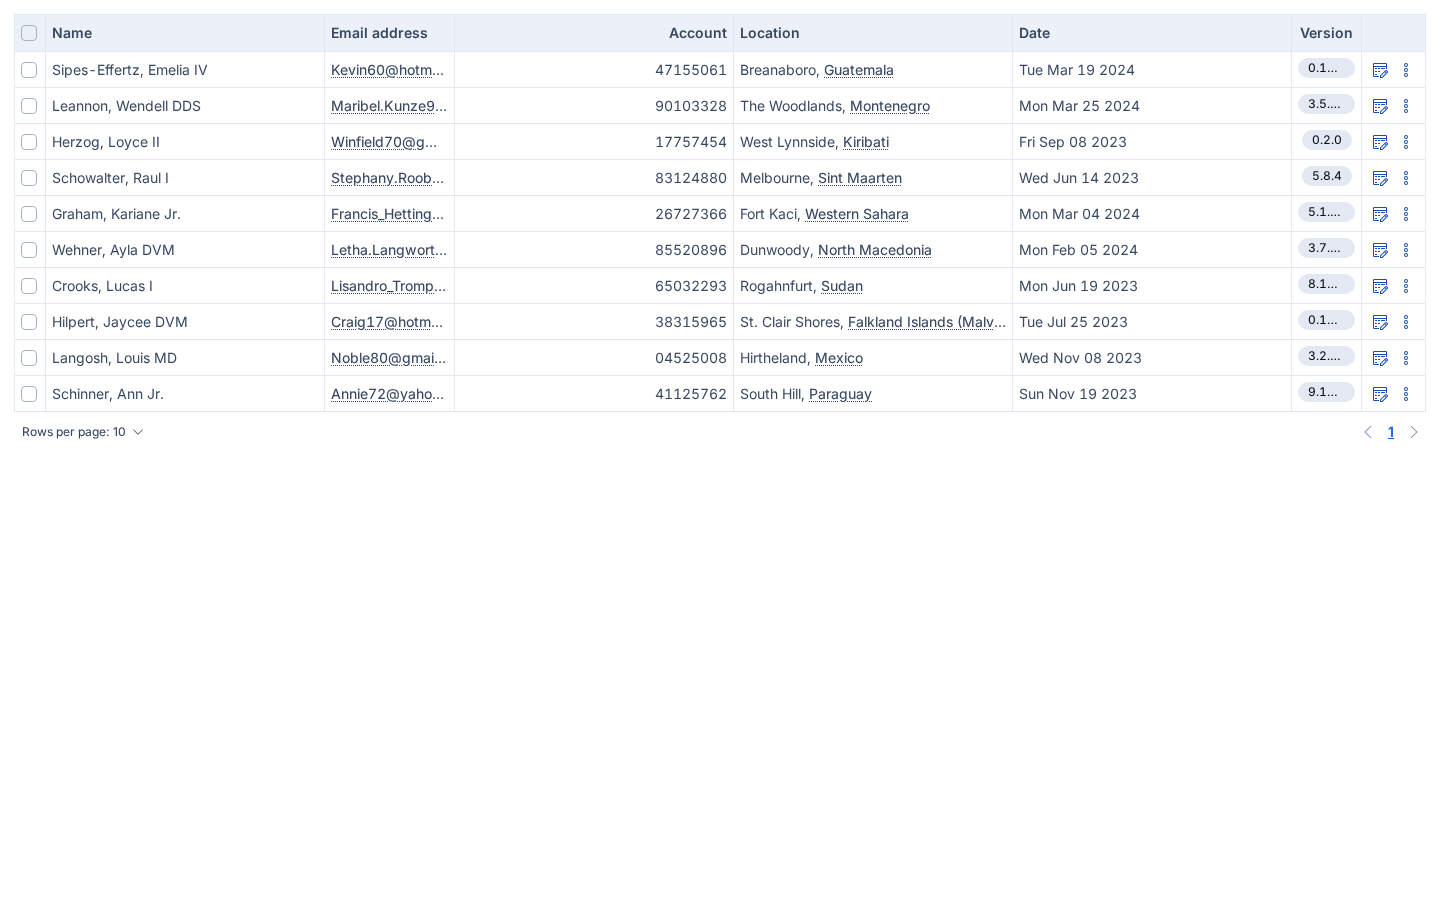 Name Email address Account Location Date Version
Sipes-Effertz, Emelia IV Kevin60@hotm... 47155061 Breanaboro, Guatemala Tue Mar 19 2024 0.1...
Leannon, Wendell DDS Maribel.Kunze9... 90103328 The Woodlands, Montenegro Mon Mar 25 2024 3.5....
Herzog, Loyce II Winfield70@g... 17757454 West Lynnside, Kiribati Fri Sep 08 2023 0.2.0
Schowalter, Raul I Stephany.Roob... 83124880 Melbourne, Sint Maarten Wed Jun 14 2023 5.8.4
Graham, Kariane Jr. Francis_Hetting... 26727366 Fort Kaci, Western Sahara Mon Mar 04 2024 5.1....
Wehner, Ayla DVM Letha.Langwort... 85520896 Dunwoody, North Macedonia Mon Feb 05 2024 3.7....
Crooks, Lucas I Lisandro_Tromp... 65032293 Rogahnfurt, Sudan Mon Jun 19 2023 8.1...
Hilpert, Jaycee DVM Craig17@hotm... 38315965 St. Clair Shores, Falkland Islands (Malv... Tue Jul 25 2023 0.1...
Langosh, Louis MD Noble80@gmai... 04525008 Hirtheland, Mexico Wed Nov 08 2023 3.2....
Schinner, Ann Jr. Annie72@yaho... 41125762 South Hill, Paraguay Sun Nov 19 2023 9.1...
Rows per page: 10 1